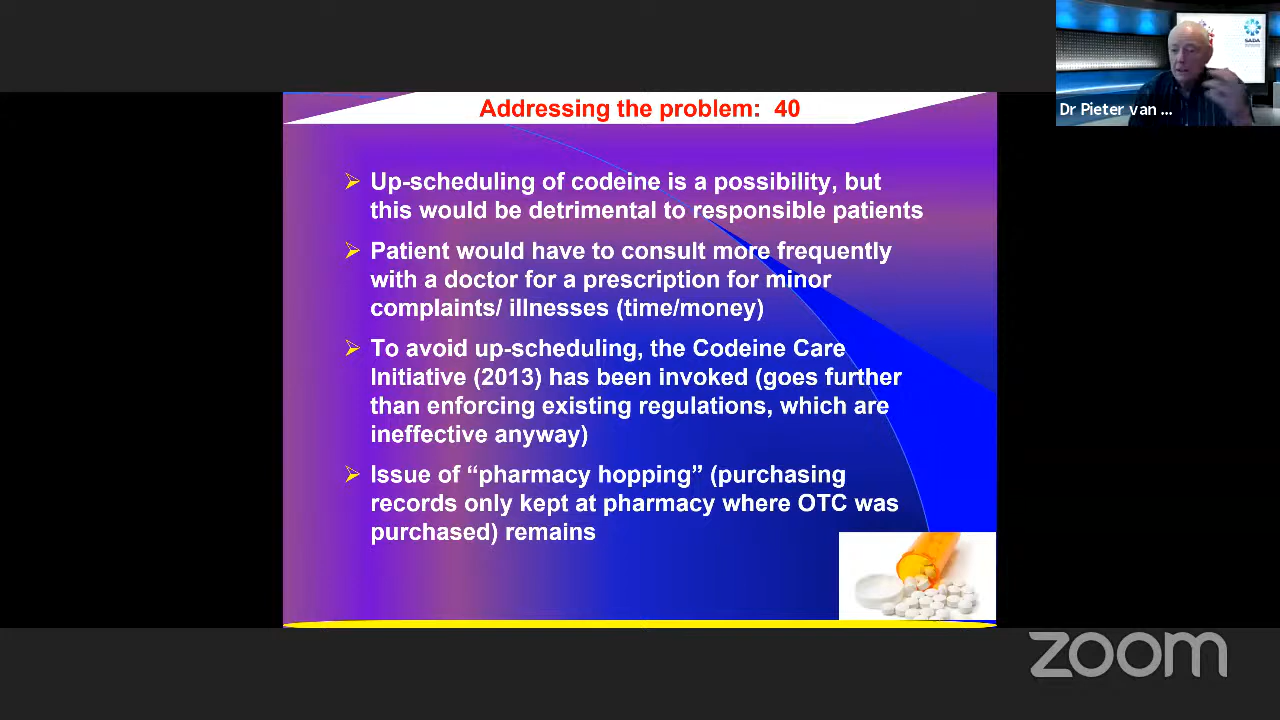 Addressing the problem: 40
SADA
Dr Pieter van ...
Up-scheduling of codeine is a possibility, but
this would be detrimental to responsible patients
Patient would have to consult more frequently
with a doctor for a prescription for minor
complaints/ illnesses (time/money)
To avoid up-scheduling, the Codeine Care
Initiative (2013) has been invoked (goes further
than enforcing existing regulations, which are
ineffective anyway)
Issue of “pharmacy hopping” (purchasing
records only kept at pharmacy where OTC was
purchased) remains
zoom